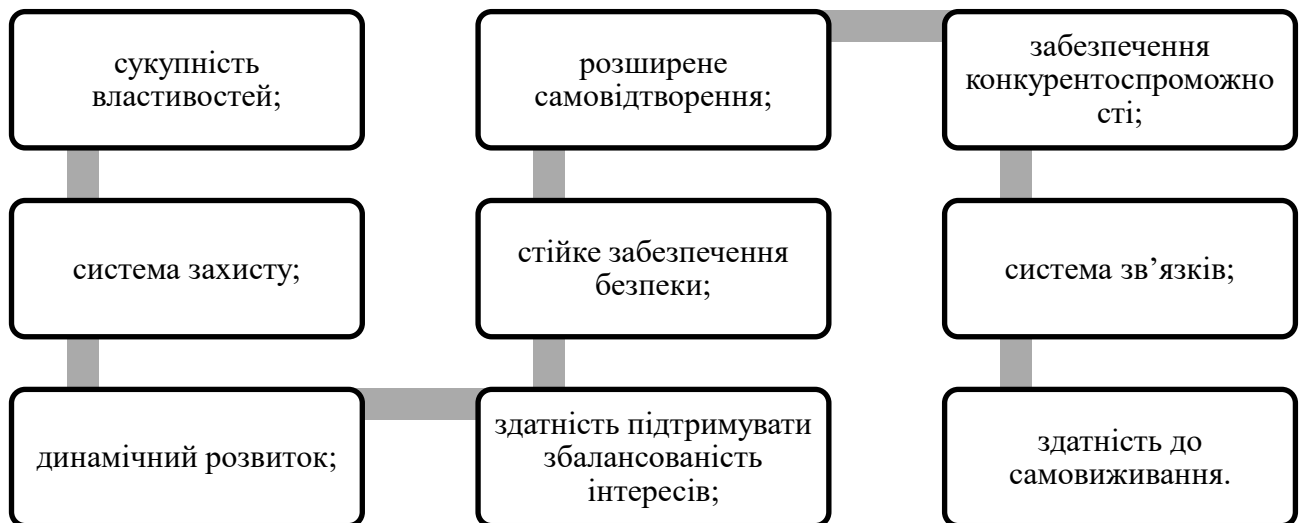 сукупність
властивостей;
система захисту;
динамічний розвиток;
здатність підтримувати
збалансованість
інтересів;
стійке забезпечення
безпеки;
розширене
самовідтворення;
забезпечення
конкурентоспроможно
сті;
система зв’язків;
здатність до
самовиживання.